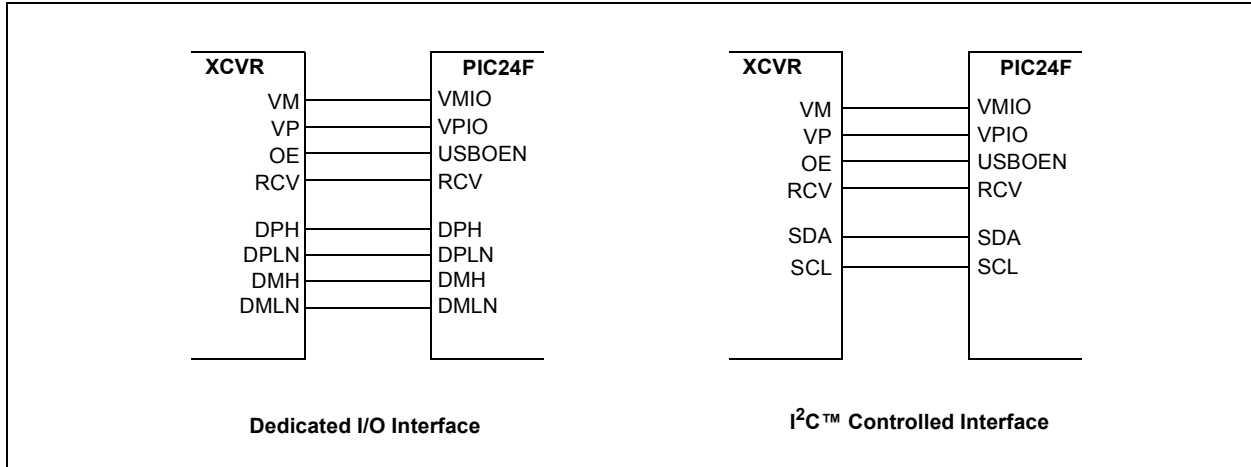 XCVR PIC24F
VM VMIO
VP VPIO
OE USBOEN
RCV RCV
DPH DPH
DPLN DPLN
DMH DMH
DMLN DMLN
Dedicated I/O Interface
XCVR PIC24F
VM VMIO
VP VPIO
OE USBOEN
RCV RCV
SDA SDA
SCL SCL
I²C™ Controlled Interface